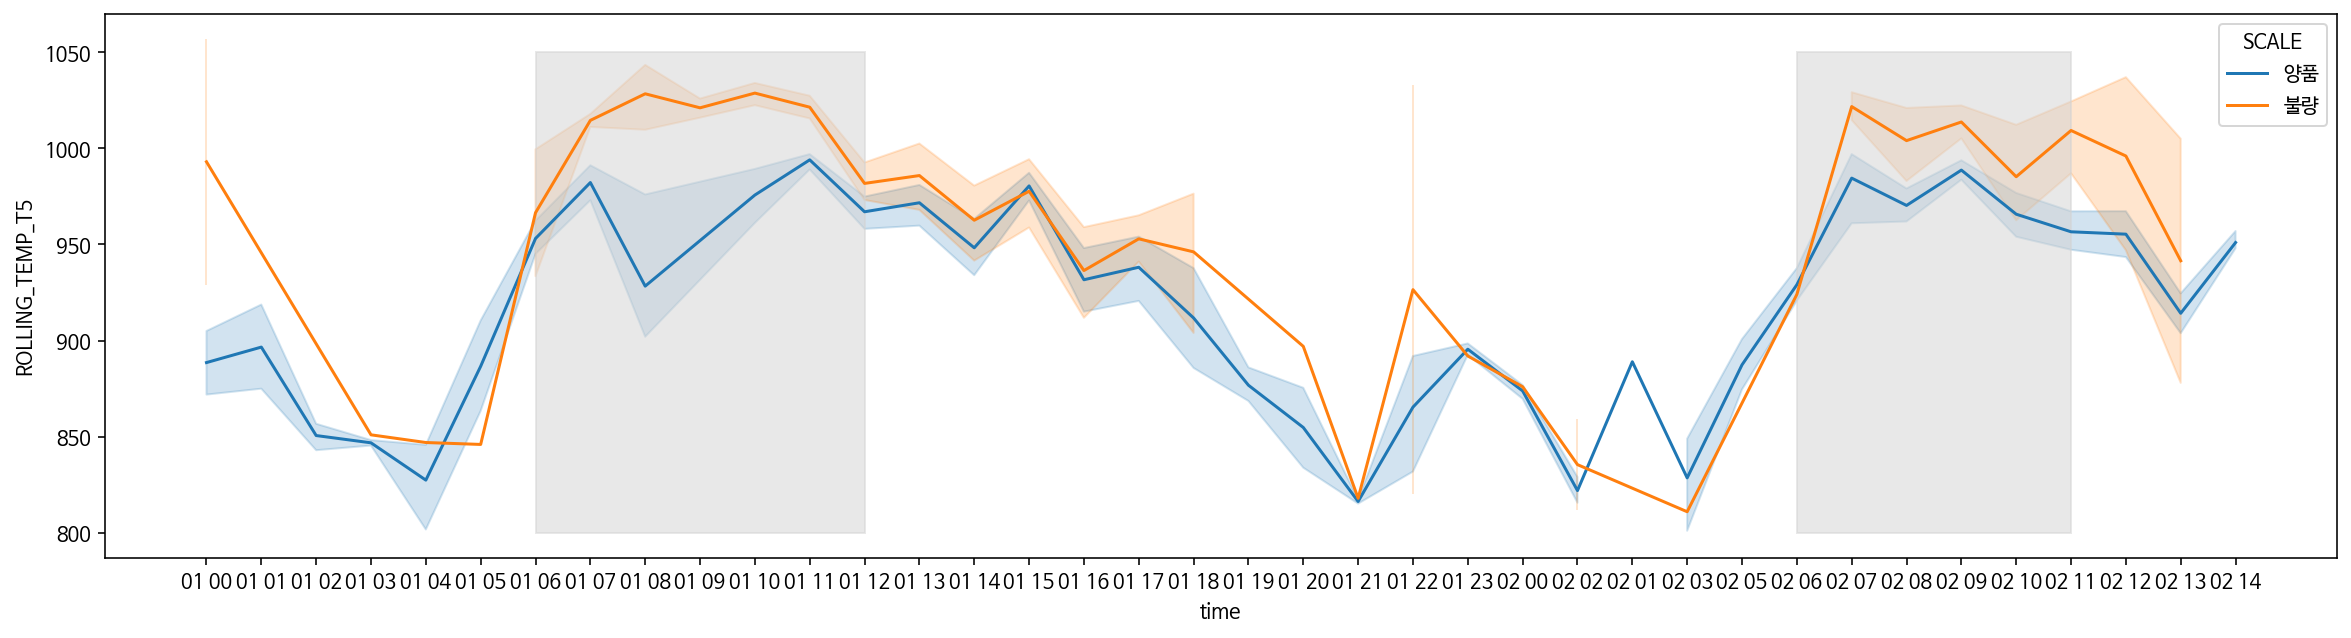 SCALE
양품
불량
ROLLING_TEMP_T5
1050
1000
950
900
850
800
01 00 01 01 01 02 01 03 01 04 01 05 01 06 01 07 01 08 01 09 01 10 01 11 01 12 01 13 01 14 01 15 01 16 01 17 01 18 01 19 01 20 01 21 01 22 01 23 02 00 02 02 02 01 02 03 02 05 02 06 02 07 02 08 02 09 02 10 02 11 02 12 02 13 02 14
time